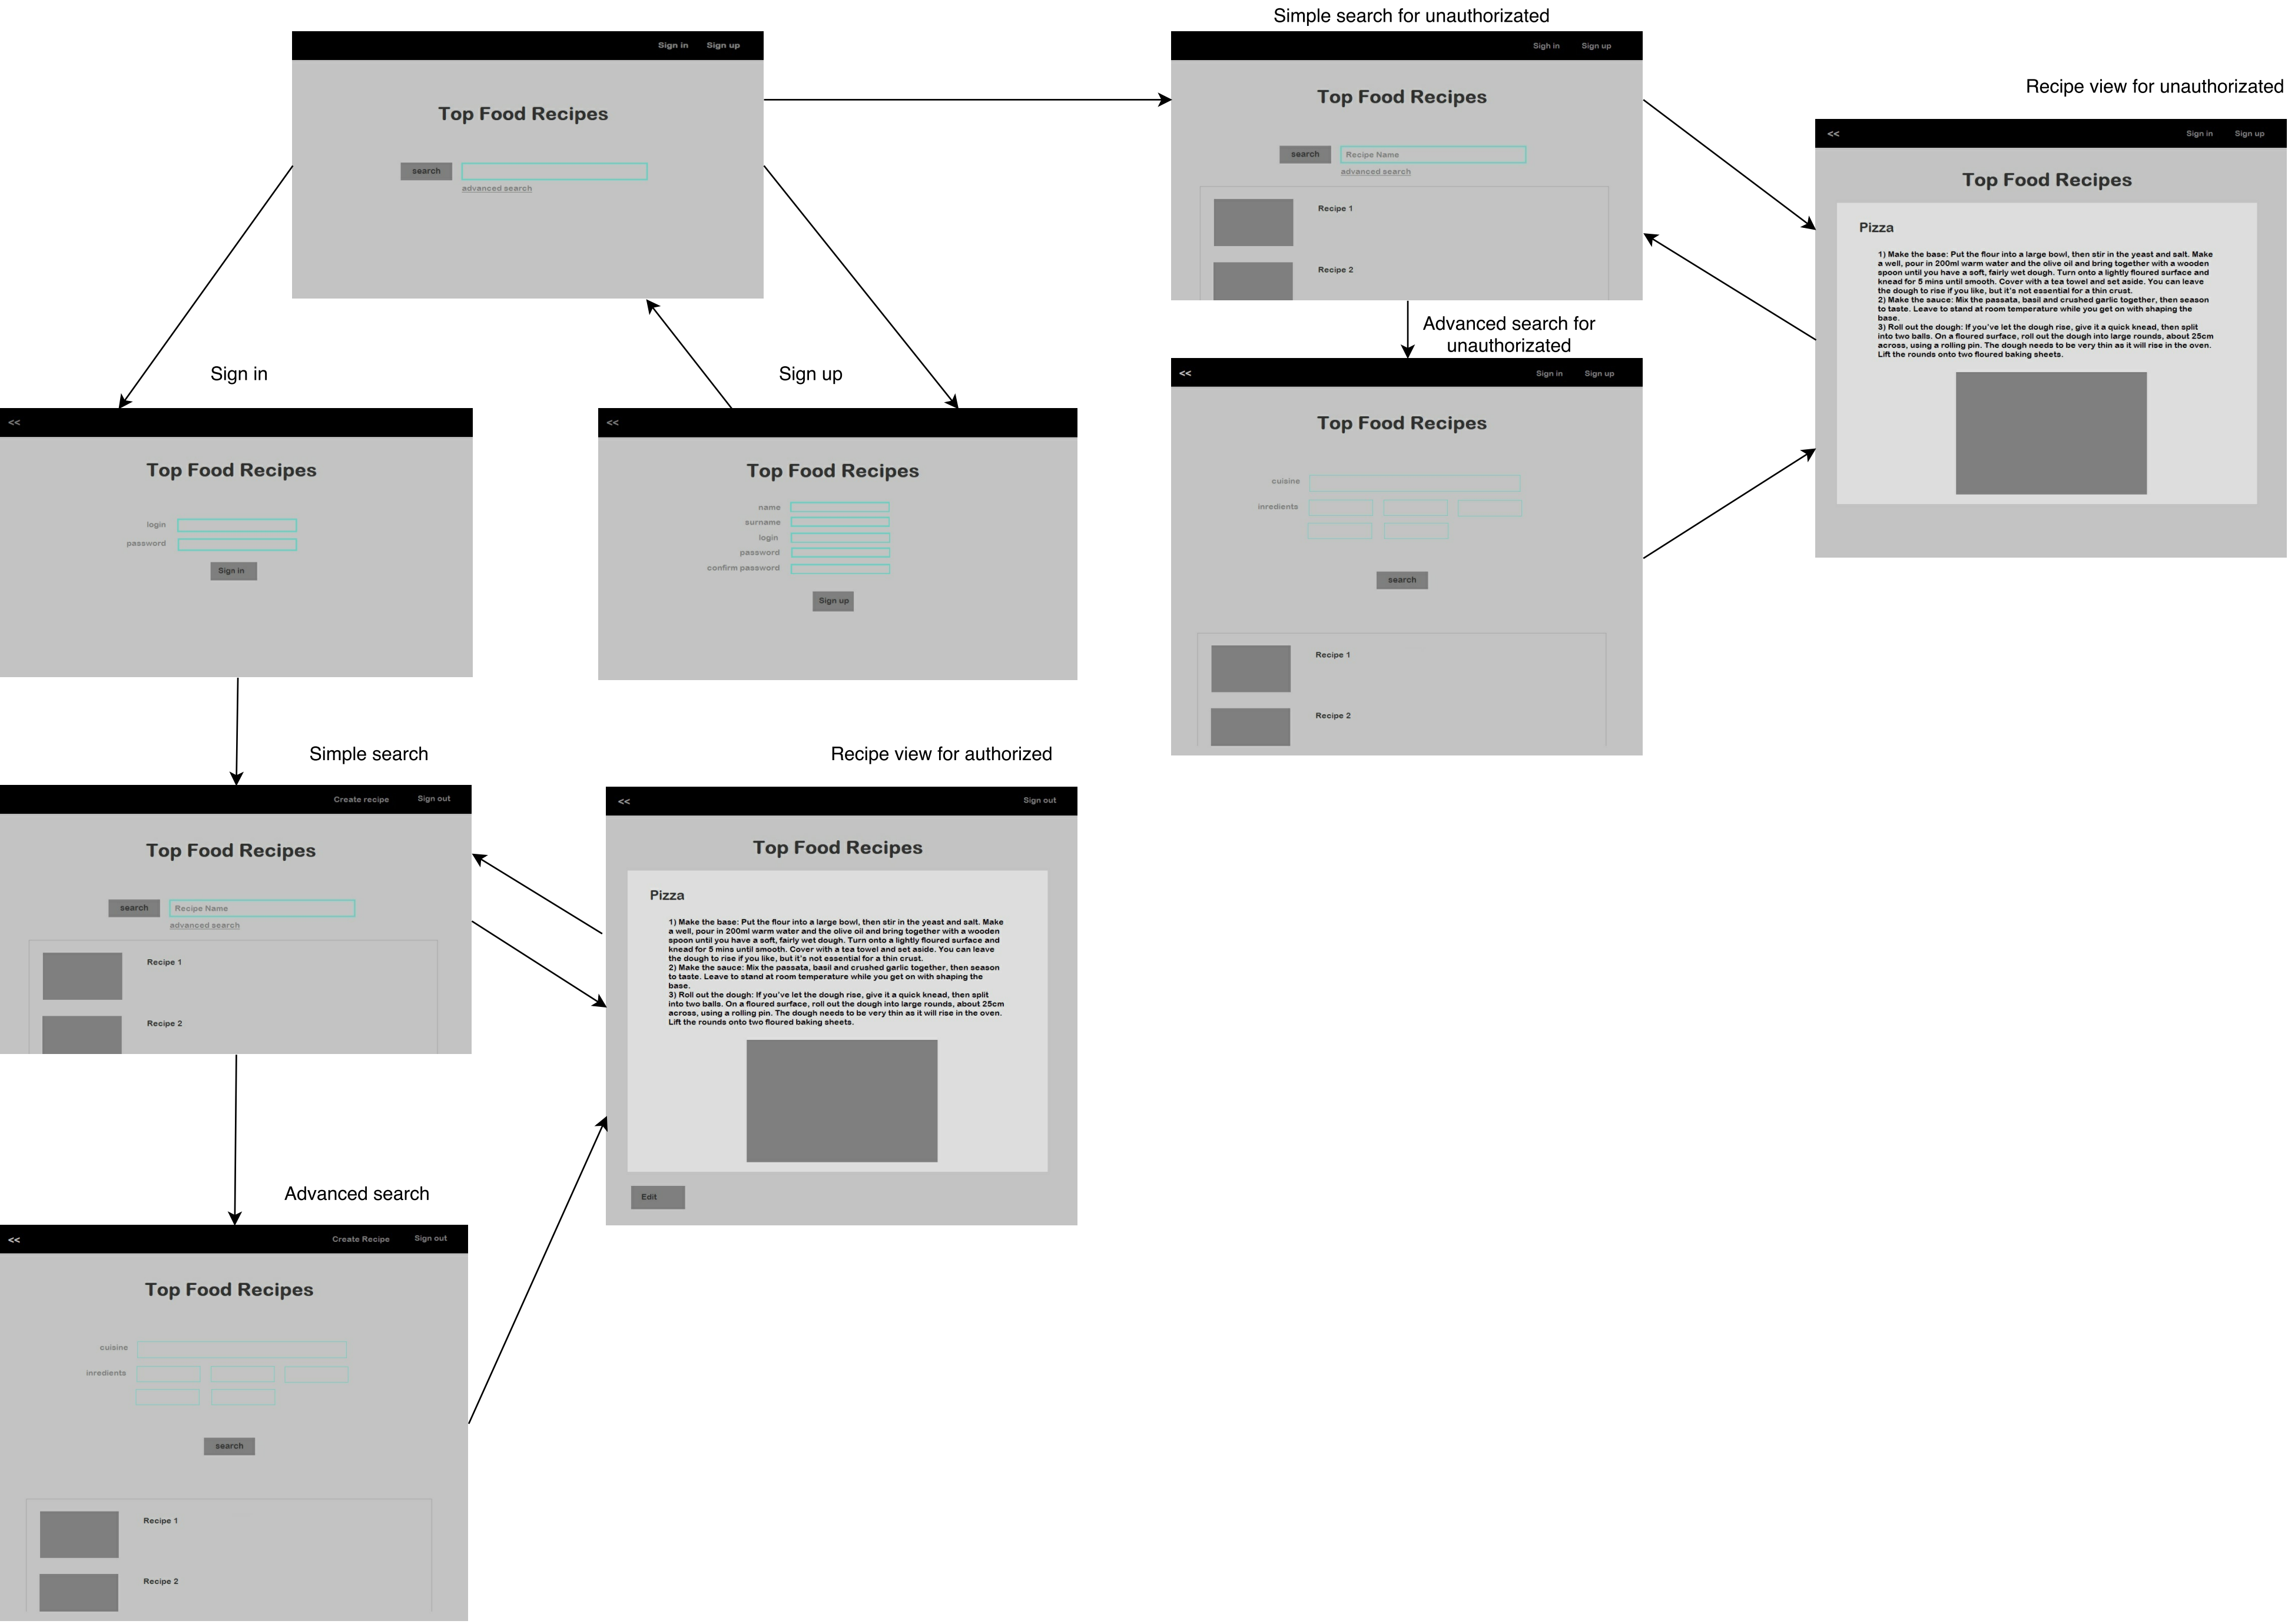 Simple search for unauthorizated
Sign in Sign up
Top Food Recipes
search
advanced search
Sigh in Sign up
Top Food Recipes
search Recipe Name
advanced search
Recipe 1
Recipe 2
Recipe view for unauthorizated
<< Sign in Sign up
Top Food Recipes
Pizza
1) Make the base: Put the flour into a large bowl, then stir in the yeast and salt. Make
a well, pour in 200ml warm water and the olive oil and bring together with a wooden
spoon until you have a soft, fairly wet dough. Turn onto a lightly floured surface and
knead for 5 mins until smooth. Cover with a tea towel and set aside. You can leave
the dough to rise if you like, but it's not essential for a thin crust.
2) Make the sauce: Mix the passata, basil and crushed garlic together, then season
to taste. Leave to stand at room temperature while you get on with shaping the
base.
3) Roll out the dough: If you've let the dough rise, give it a quick knead, then split
into two balls. On a floured surface, roll out the dough into large rounds, about 25cm
across, using a rolling pin. The dough needs to be very thin as it will rise in the oven.
Lift the rounds onto two floured baking sheets.
Advanced search for
unauthorizated
<< Sign in Sign up
Top Food Recipes
cuisine
inredients
search
Recipe 1
Recipe 2
Sign in
<<
Top Food Recipes
login
password
Sign in
Sign up
<<
Top Food Recipes
name
surname
login
password
confirm password
Sign up
Simple search
Create recipe Sign out
Top Food Recipes
search Recipe Name
advanced search
Recipe 1
Recipe 2
Recipe view for authorized
<< Sign out
Top Food Recipes
Pizza
1) Make the base: Put the flour into a large bowl, then stir in the yeast and salt. Make
a well, pour in 200ml warm water and the olive oil and bring together with a wooden
spoon until you have a soft, fairly wet dough. Turn onto a lightly floured surface and
knead for 5 mins until smooth. Cover with a tea towel and set aside. You can leave
the dough to rise if you like, but it's not essential for a thin crust.
2) Make the sauce: Mix the passata, basil and crushed garlic together, then season
to taste. Leave to stand at room temperature while you get on with shaping the
base.
3) Roll out the dough: If you've let the dough rise, give it a quick knead, then split
into two balls. On a floured surface, roll out the dough into large rounds, about 25cm
across, using a rolling pin. The dough needs to be very thin as it will rise in the oven.
Lift the rounds onto two floured baking sheets.
Edit
Advanced search
<< Create Recipe Sign out
Top Food Recipes
cuisine
inredients
search
Recipe 1
Recipe 2